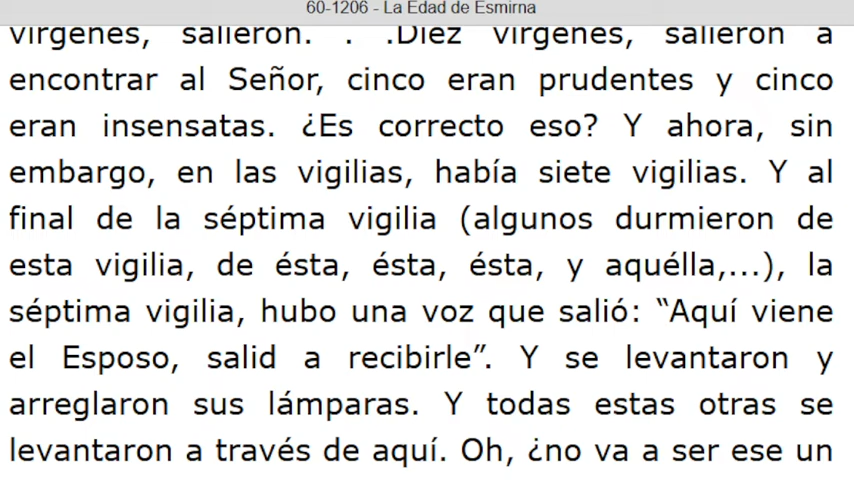 60-1206 - La Edad de Esmirna
vírgenes, salieron. . .Diez vírgenes, salieron a
encontrar al Señor, cinco eran prudentes y cinco
eran insensatas. ¿Es correcto eso? Y ahora, sin
embargo, en las vigilias, había siete vigilias. Y al
final de la séptima vigilia (algunos durmieron de
esta vigilia, de ésta, ésta, ésta, y aquélla,...), la
séptima vigilia, hubo una voz que salió: “Aquí viene
el Esposo, salid a recibirle”. Y se levantaron y
arreglaron sus lámparas. Y todas estas otras se
levantaron a través de aquí. Oh, ¿no va a ser ese un